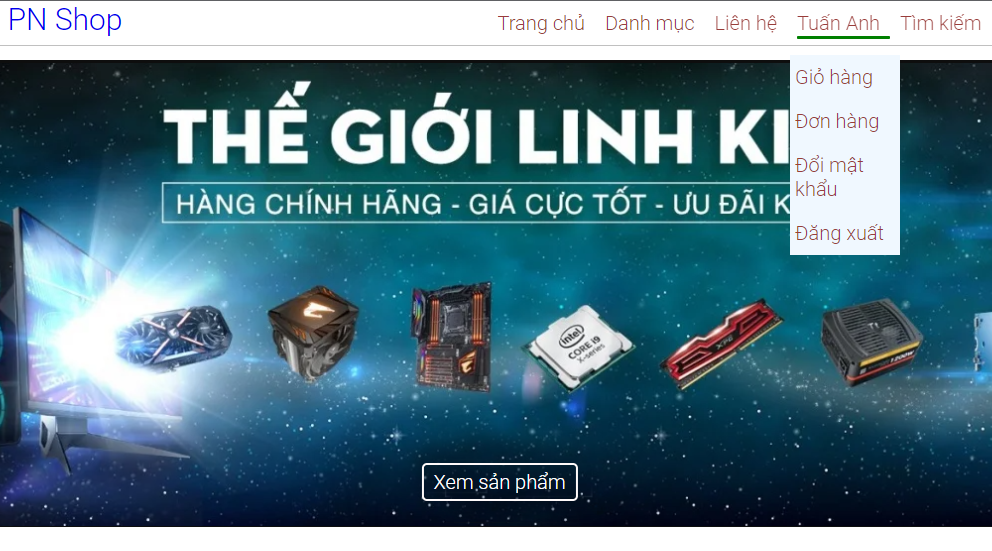 PN Shop
Trang chủ Danh mục Liên hệ Tuấn Anh Tìm kiếm
Giỏ hàng
Đơn hàng
Đổi mật
khẩu
Đăng xuất
THẾ GIỚI LINH KI
HÀNG CHÍNH HÃNG - GIÁ CỰC TỐT - ƯU ĐÃI K
intel
CORE i9
X-series
XPG
1200W
Xem sản phẩm